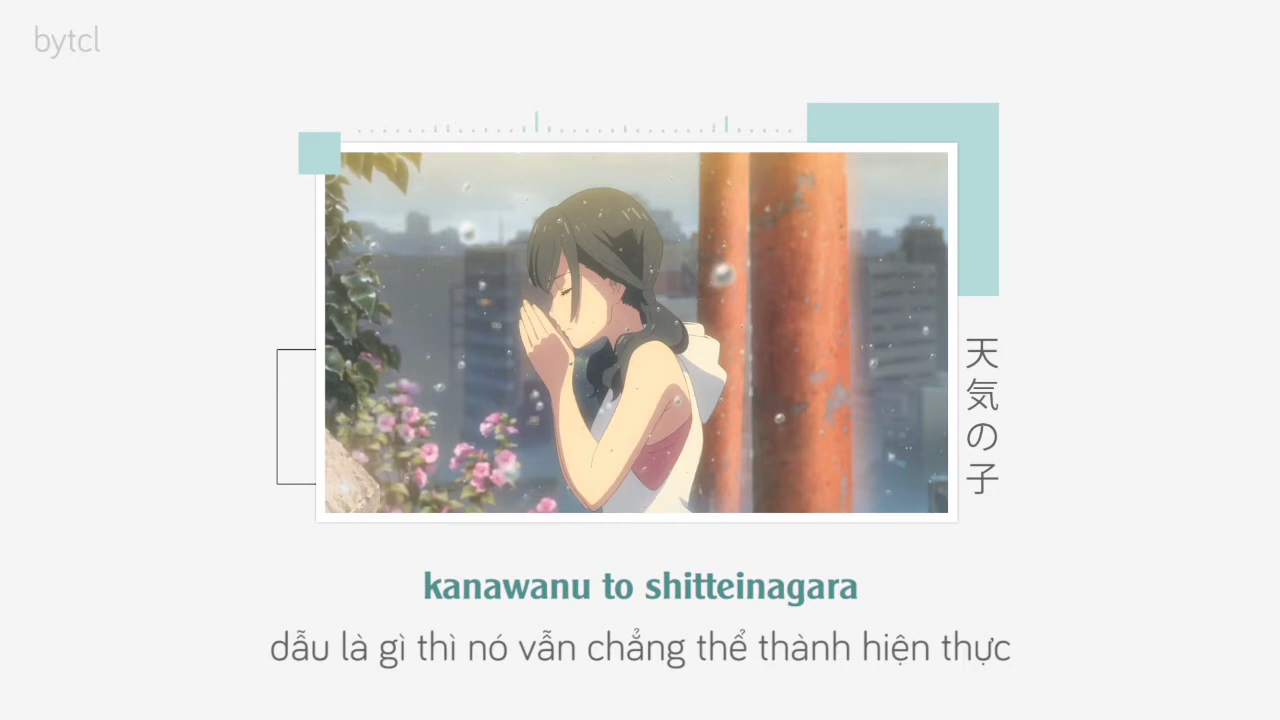 bytcl
天気の子
kanawanu to shitteinagara
dẫu là gì thì nó vẫn chẳng thể thành hiện thực